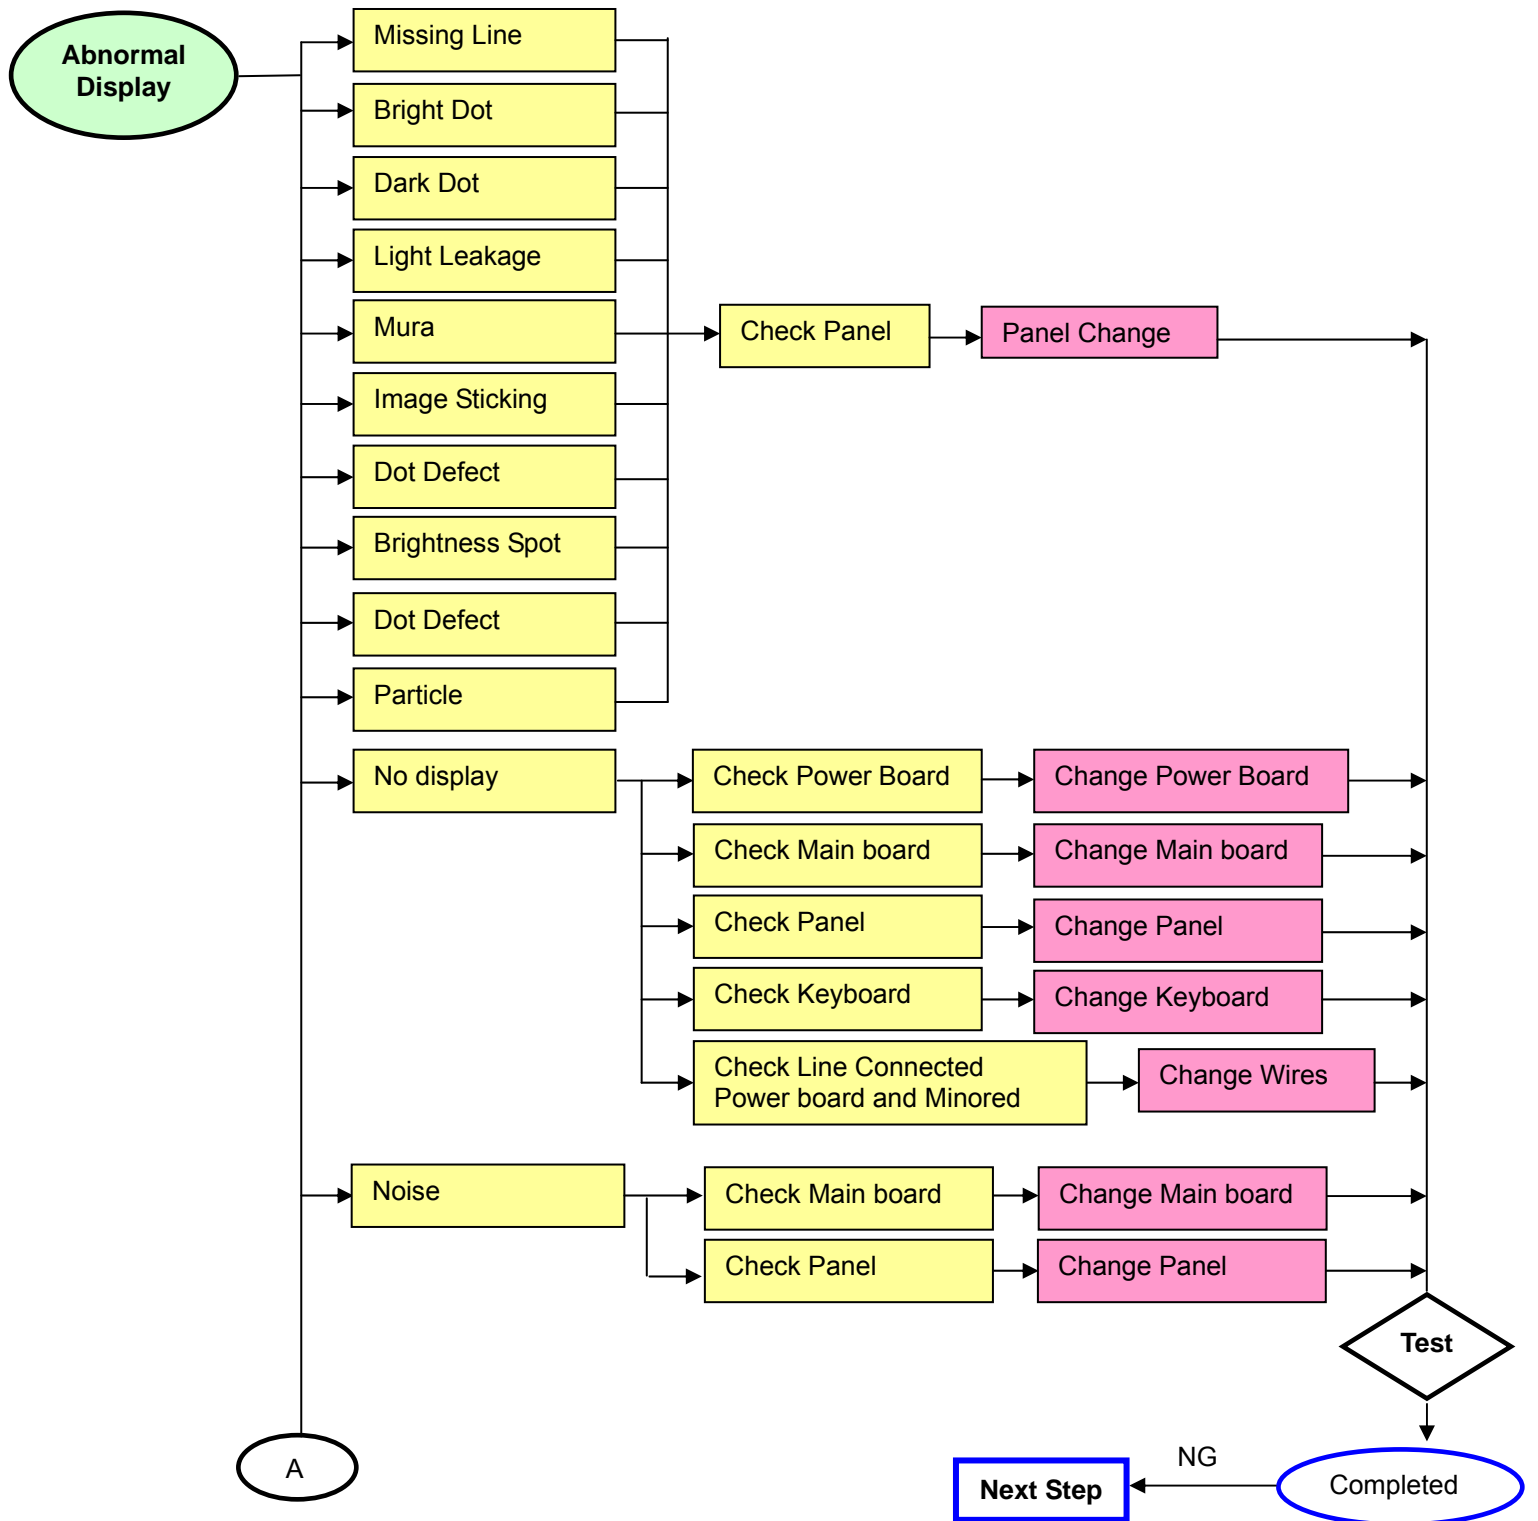 Abnormal
Display
Missing Line
Bright Dot
Dark Dot
Light Leakage
Mura
Check Panel
Panel Change
Image Sticking
Dot Defect
Brightness Spot
Dot Defect
Particle
No display
Check Power Board
Change Power Board
Check Main board
Change Main board
Check Panel
Change Panel
Check Keyboard
Change Keyboard
Check Line Connected
Power board and Minored
Change Wires
Noise
Check Main board
Change Main board
Check Panel
Change Panel
Test
A
NG
Next Step
Completed